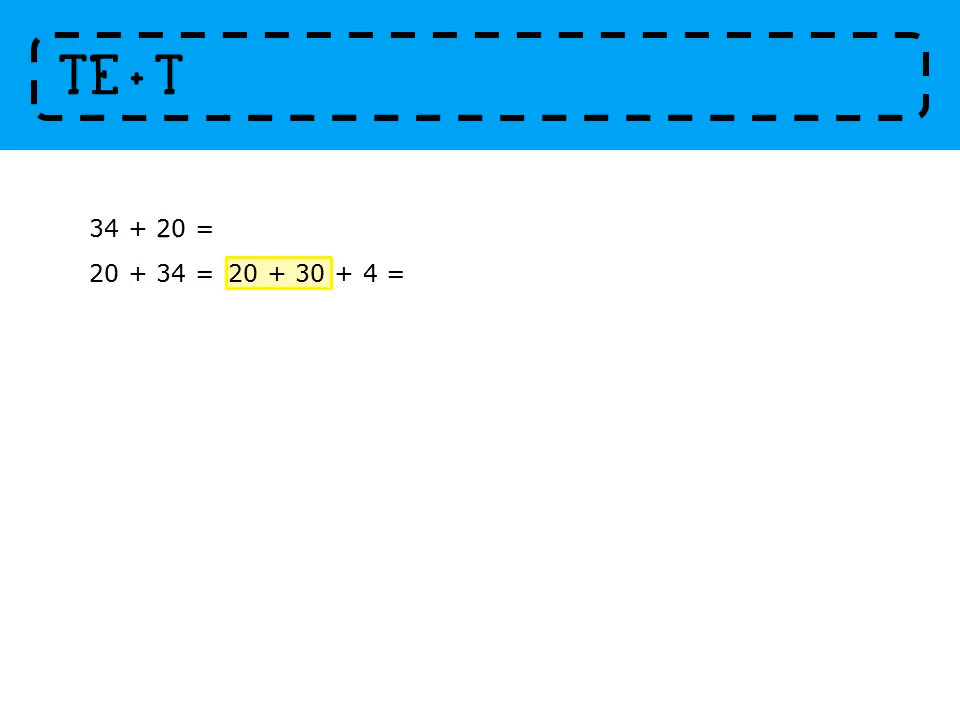 TE+T
34 + 20 =
20 + 34 = 20 + 30 + 4 =